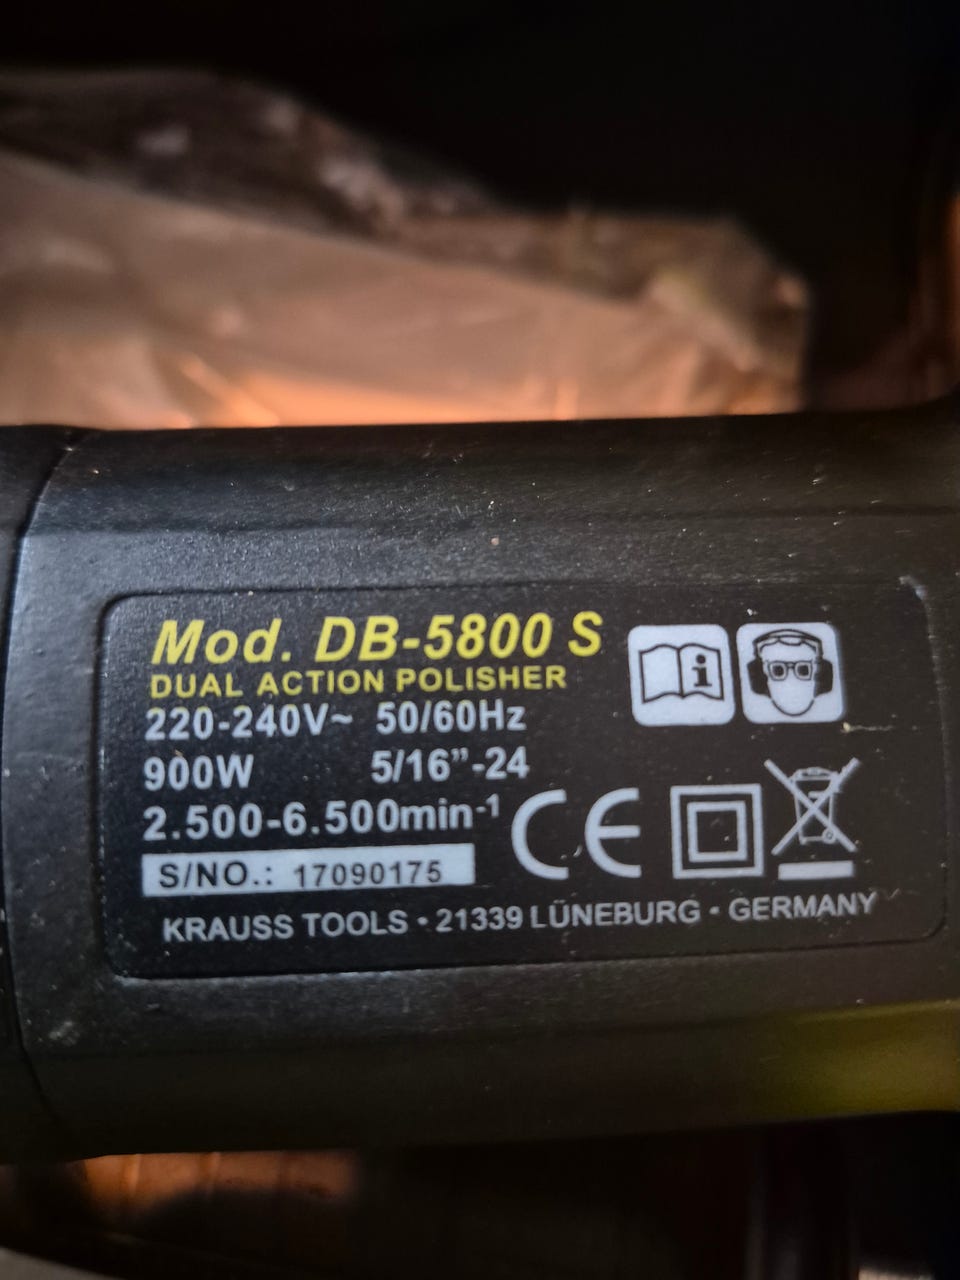 Mod. DB-5800 S
DUAL ACTION POLISHER
220-240V~ 50/60Hz
900W 5/16”-24
2.500-6.500min-1
S/NO.: 17090175
KRAUSS TOOLS • 21339 LÜNEBURG • GERMANY
i
CE